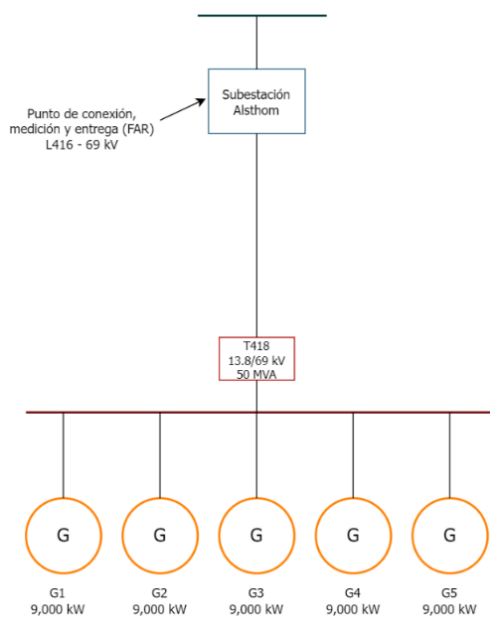 Subestación
Alsthom
Punto de conexión,
medición y entrega (FAR)
L416 - 69 kV
T418
13.8/69 kV
50 MVA
G G G G G
G1 G2 G3 G4 G5
9,000 kW 9,000 kW 9,000 kW 9,000 kW 9,000 kW